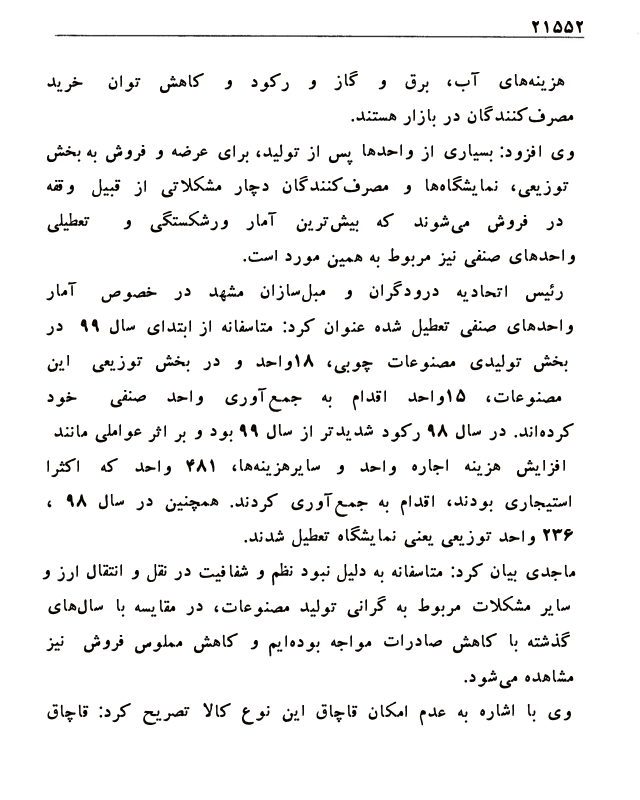 ۲۱۵۵۲
هزینه‌های آب، برق و گاز و رکود و کاهش توان خرید
مصرف‌کنندگان در بازار هستند.
وی افزود: بسیاری از واحدها پس از تولید، برای عرضه و فروش به بخش
توزیعی، نمایشگاه‌ها و مصرف‌کنندگان دچار مشکلاتی از قبیل وقفه
در فروش می‌شوند که بیش‌ترین آمار ورشکستگی و تعطیلی
واحدهای صنفی نیز مربوط به همین مورد است.
رئیس اتحادیه درودگران و مبل‌سازان مشهد در خصوص آمار
واحدهای صنفی تعطیل شده عنوان کرد: متاسفانه از ابتدای سال ۹۹ در
بخش تولیدی مصنوعات چوبی، ۱۸واحد و در بخش توزیعی این
مصنوعات، ۱۵واحد اقدام به جمع‌آوری واحد صنفی خود
کرده‌اند. در سال ۹۸ رکود شدیدتر از سال ۹۹ بود و بر اثر عواملی مانند
افزایش هزینه اجاره واحد و سایرهزینه‌ها، ۴۸۱ واحد که اکثرا
استیجاری بودند، اقدام به جمع‌آوری کردند. همچنین در سال ۹۸ ،
۲۳۶ واحد توزیعی یعنی نمایشگاه تعطیل شدند.
ماجدی بیان کرد: متاسفانه به دلیل نبود نظم و شفافیت در نقل و انتقال ارز و
سایر مشکلات مربوط به گرانی تولید مصنوعات، در مقایسه با سال‌های
گذشته با کاهش صادرات مواجه بوده‌ایم و کاهش مملوس فروش نیز
مشاهده می‌شود.
وی با اشاره به عدم امکان قاچاق این نوع کالا تصریح کرد: قاچاق